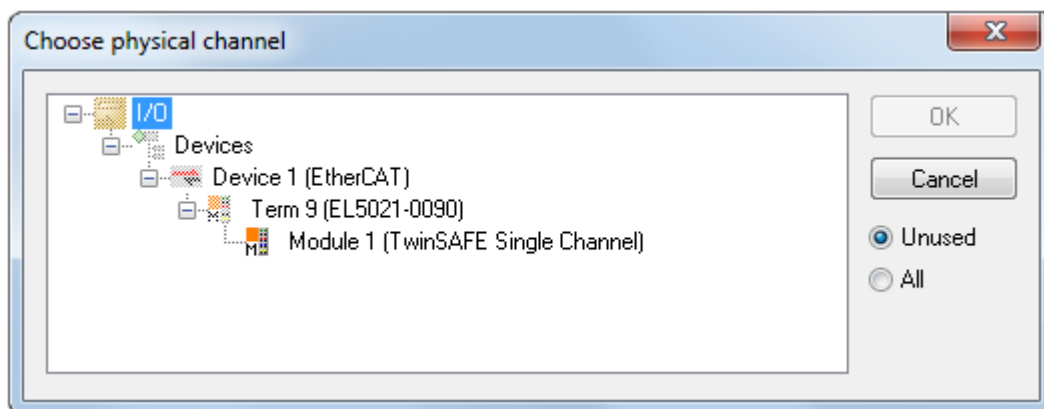 Choose physical channel
I/O
Devices
Device 1 (EtherCAT)
Term 9 (EL5021-0090)
Module 1 (TwinSAFE Single Channel)
OK
Cancel
Unused
All